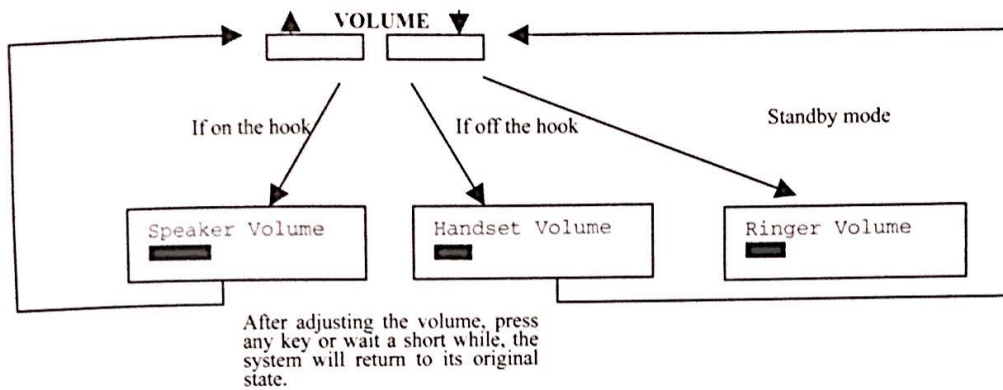 VOLUME
If on the hook
If off the hook
Standby mode
Speaker Volume
Handset Volume
Ringer Volume
After adjusting the volume, press
any key or wait a short while, the
system will return to its original
state.